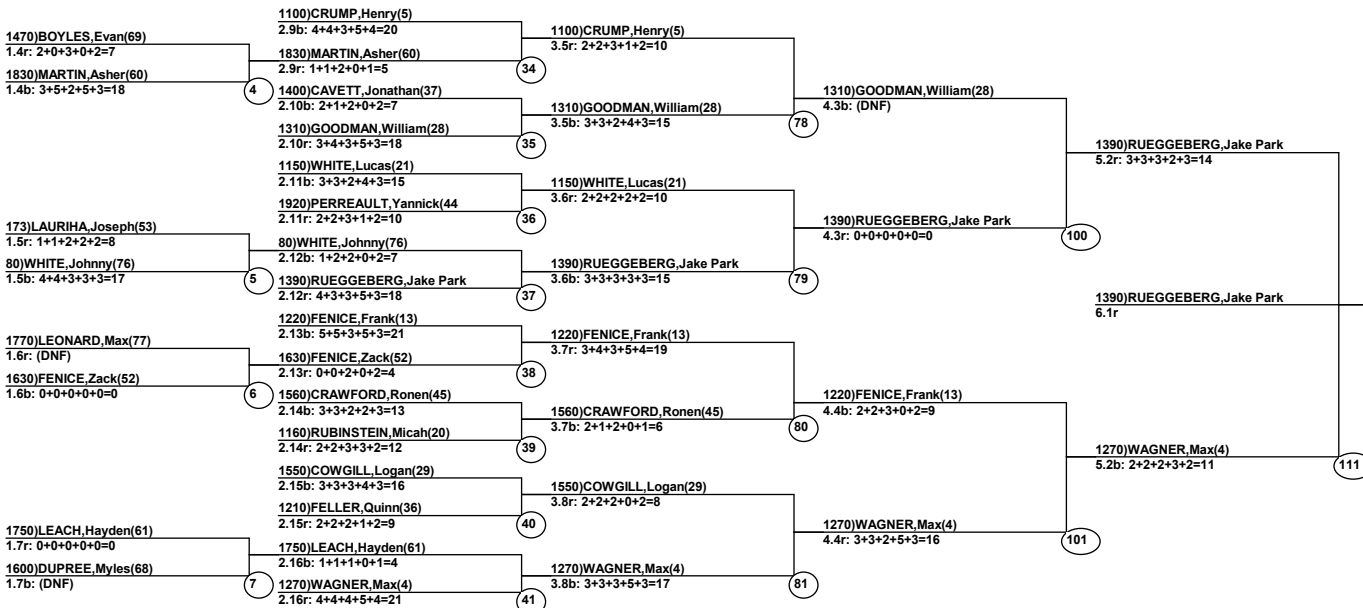 1470)BOYLES,Evan(69)
1.4r: 2+0+3+0+2=7
1830)MARTIN,Asher(60)
1.4b: 3+5+2+5+3=18
4
173)LAURIHA,Joseph(53)
1.5r: 1+1+2+2+2=8
80)WHITE,Johnny(76)
1.5b: 4+4+3+3+3=17
5
1770)LEONARD,Max(77)
1.6r: (DNF)
1630)FENICE,Zack(52)
1.6b: 0+0+0+0+0=0
6
1750)LEACH,Hayden(61)
1.7r: 0+0+0+0+0=0
1600)DUPREE,Myles(68)
1.7b: (DNF)
7
1100)CRUMP,Henry(5)
2.9b: 4+4+3+5+4=20
1830)MARTIN,Asher(60)
2.9r: 1+1+2+0+1=5
34
1400)CAVETT,Jonathan(37)
2.10b: 2+1+2+0+2=7
1310)GOODMAN,William(28)
2.10r: 3+4+3+5+3=18
35
1150)WHITE,Lucas(21)
2.11b: 3+3+2+4+3=15
1920)PERREAULT,Yannick(44
2.11r: 2+2+3+1+2=10
36
80)WHITE,Johnny(76)
2.12b: 1+2+2+0+2=7
1390)RUEGGEBERG,Jake Park
2.12r: 4+3+3+5+3=18
37
1220)FENICE,Frank(13)
2.13b: 5+5+3+5+3=21
1630)FENICE,Zack(52)
2.13r: 0+0+2+0+2=4
38
1560)CRAWFORD,Ronen(45)
2.14b: 3+3+2+2+3=13
1160)RUBINSTEIN,Micah(20)
2.14r: 2+2+3+3+2=12
39
1550)COWGILL,Logan(29)
2.15b: 3+3+3+4+3=16
1210)FELLER,Quinn(36)
2.15r: 2+2+2+1+2=9
40
1750)LEACH,Hayden(61)
2.16b: 1+1+1+0+1=4
1270)WAGNER,Max(4)
2.16r: 4+4+4+5+4=21
41
1100)CRUMP,Henry(5)
3.5r: 2+2+3+1+2=10
1310)GOODMAN,William(28)
3.5b: 3+3+2+4+3=15
78
1150)WHITE,Lucas(21)
3.6r: 2+2+2+2+2=10
1390)RUEGGEBERG,Jake Park
3.6b: 3+3+3+3+3=15
79
1220)FENICE,Frank(13)
3.7r: 3+4+3+5+4=19
1560)CRAWFORD,Ronen(45)
3.7b: 2+1+2+0+1=6
80
1550)COWGILL,Logan(29)
3.8r: 2+2+2+0+2=8
1270)WAGNER,Max(4)
3.8b: 3+3+3+5+3=17
81
1310)GOODMAN,William(28)
4.3b: (DNF)
1390)RUEGGEBERG,Jake Park
4.3r: 0+0+0+0+0=0
100
1220)FENICE,Frank(13)
4.4b: 2+2+3+0+2=9
1270)WAGNER,Max(4)
4.4r: 3+3+2+5+3=16
101
1390)RUEGGEBERG,Jake Park
5.2r: 3+3+3+2+3=14
1270)WAGNER,Max(4)
5.2b: 2+2+2+3+2=11
111
1390)RUEGGEBERG,Jake Park
6.1r